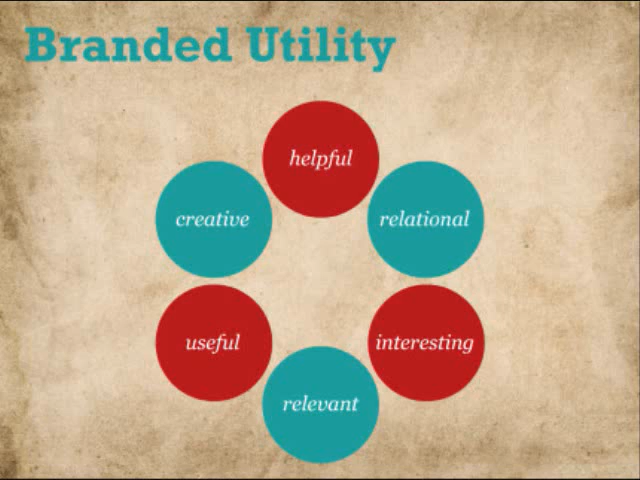 Branded Utility
helpful
creative
relational
useful
interesting
relevant